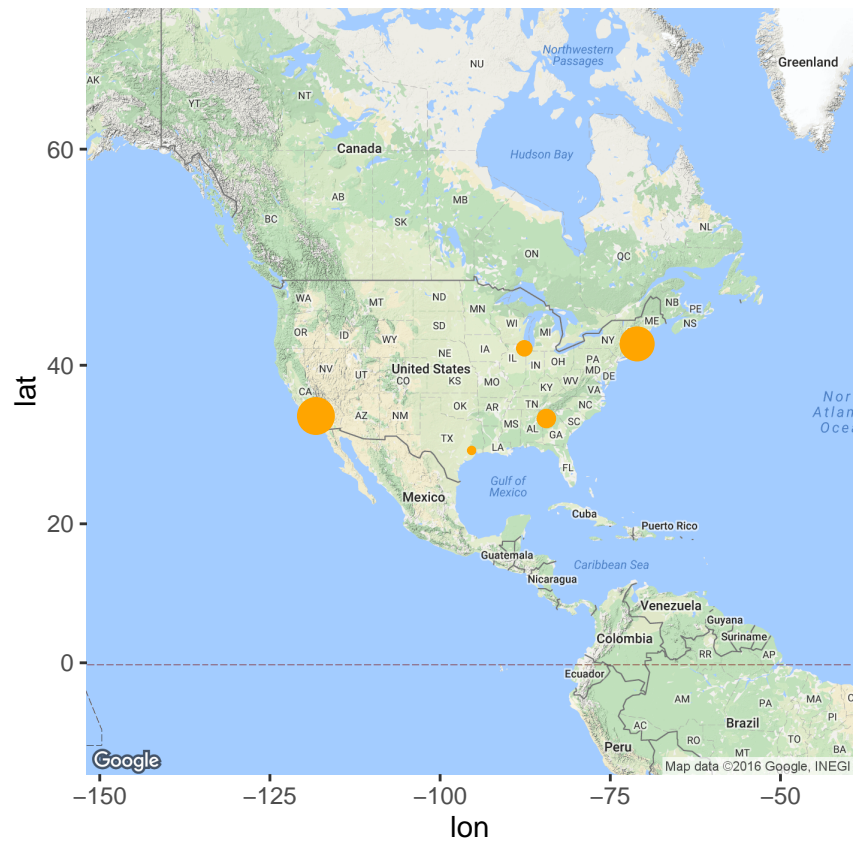 Northwestern
Passages
Greenland
NU
AK
NT
YT
60
Canada
Hudson Bay
AB
MB
BC
SK
NL
ON
QC
WA
MT
ND
MN
NB
PE
ME
NS
OR
ID
WY
SD
WI
MI
NY
40
NE
IA
IL
IN
OH
PA
MD
DE
United States
NV
UT
CO
KS
MO
KY
WV
VA
CA
AZ
NM
OK
AR
TN
NC
SC
MS
AL
GA
TX
LA
FL
Nor
Atlan
Ocea
lat
Gulf of
Mexico
Mexico
20
Cuba
Puerto Rico
Guatemala
Caribbean Sea
Nicaragua
Venezuela
Guyana
Suriname
Colombia
RR
AP
0
Ecuador
AM
PA
MA
C
PI
AC
Brazil
TO
RO
Peru
MT
BA
Google
Map data ©2016 Google, INEGI
−150
−125
−100
−75
−50
lon